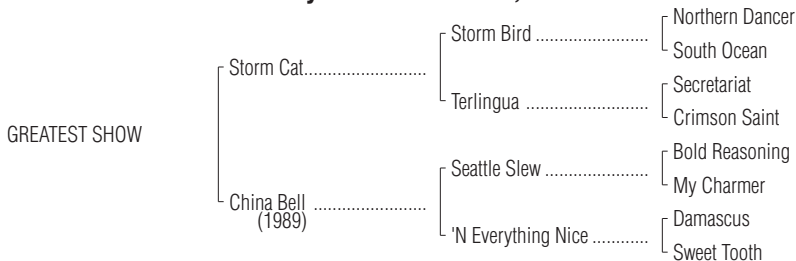 Northern Dancer
Storm Bird ........................
South Ocean
Storm Cat..........................
Secretariat
Terlingua ..........................
Crimson Saint
GREATEST SHOW
Bold Reasoning
Seattle Slew ......................
My Charmer
China Bell ........................
(1989)
Damascus
'N Everything Nice ............
Sweet Tooth